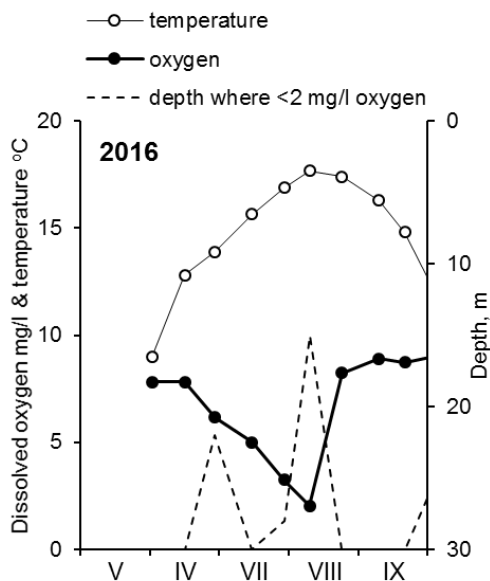 temperature
oxygen
depth where <2 mg/l oxygen
2016
Dissolved oxygen mg/l & temperature ºC
20
15
10
5
0
0
10
20
30
Depth, m
V IV VII VIII IX